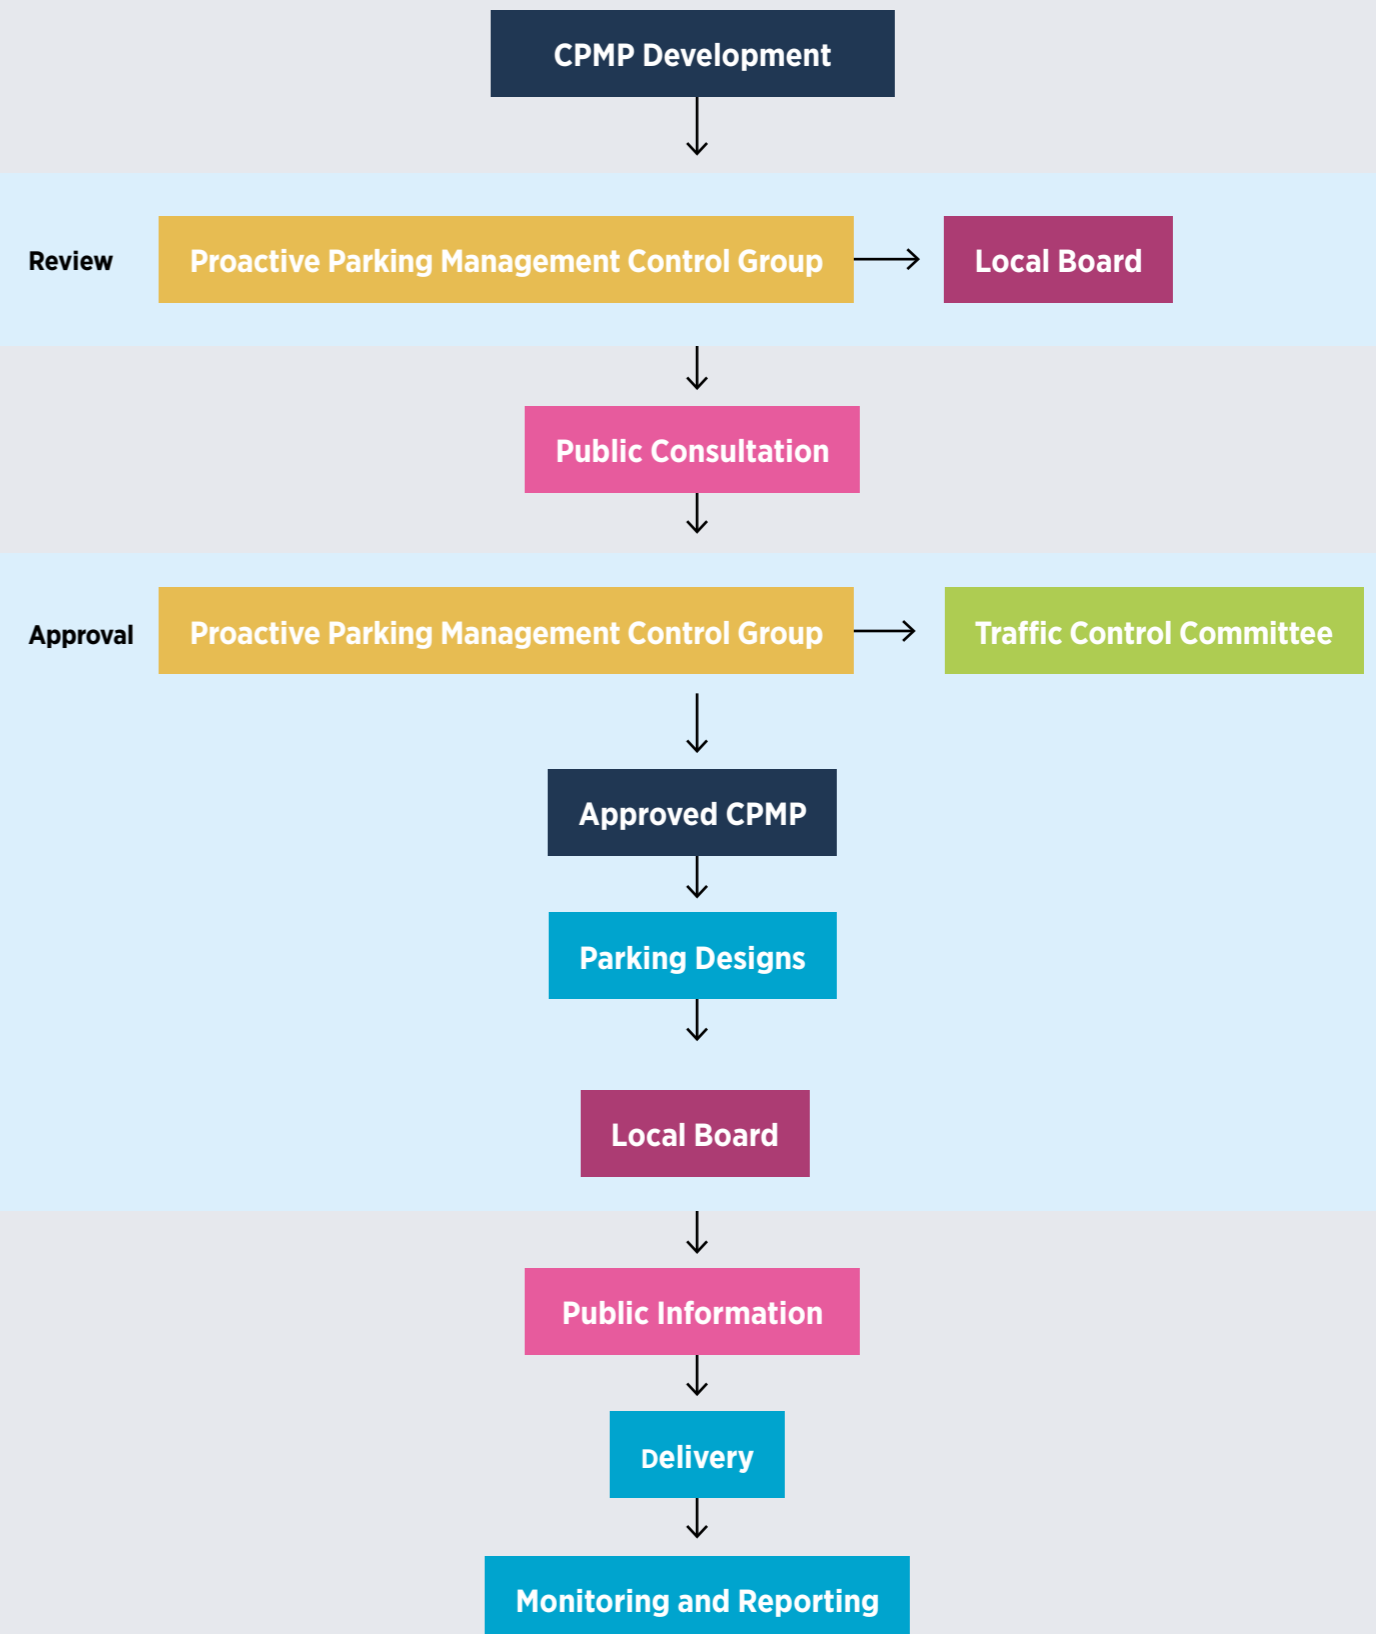 CPMP Development
Review
Proactive Parking Management Control Group
Local Board
Public Consultation
Approval
Proactive Parking Management Control Group
Traffic Control Committee
Approved CPMP
Parking Designs
Local Board
Public Information
Delivery
Monitoring and Reporting